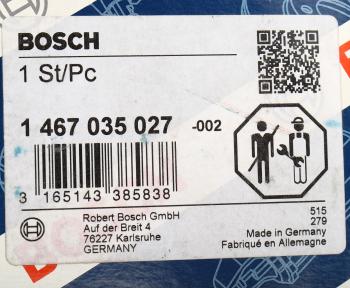 BOSCH
1 St/Pc
1 467 035 027 -002
3 165143 385838
Robert Bosch GmbH
Auf der Breit 4
76227 Karlsruhe
GERMANY
515
279
Made in Germany
Fabriqué en Allemagne